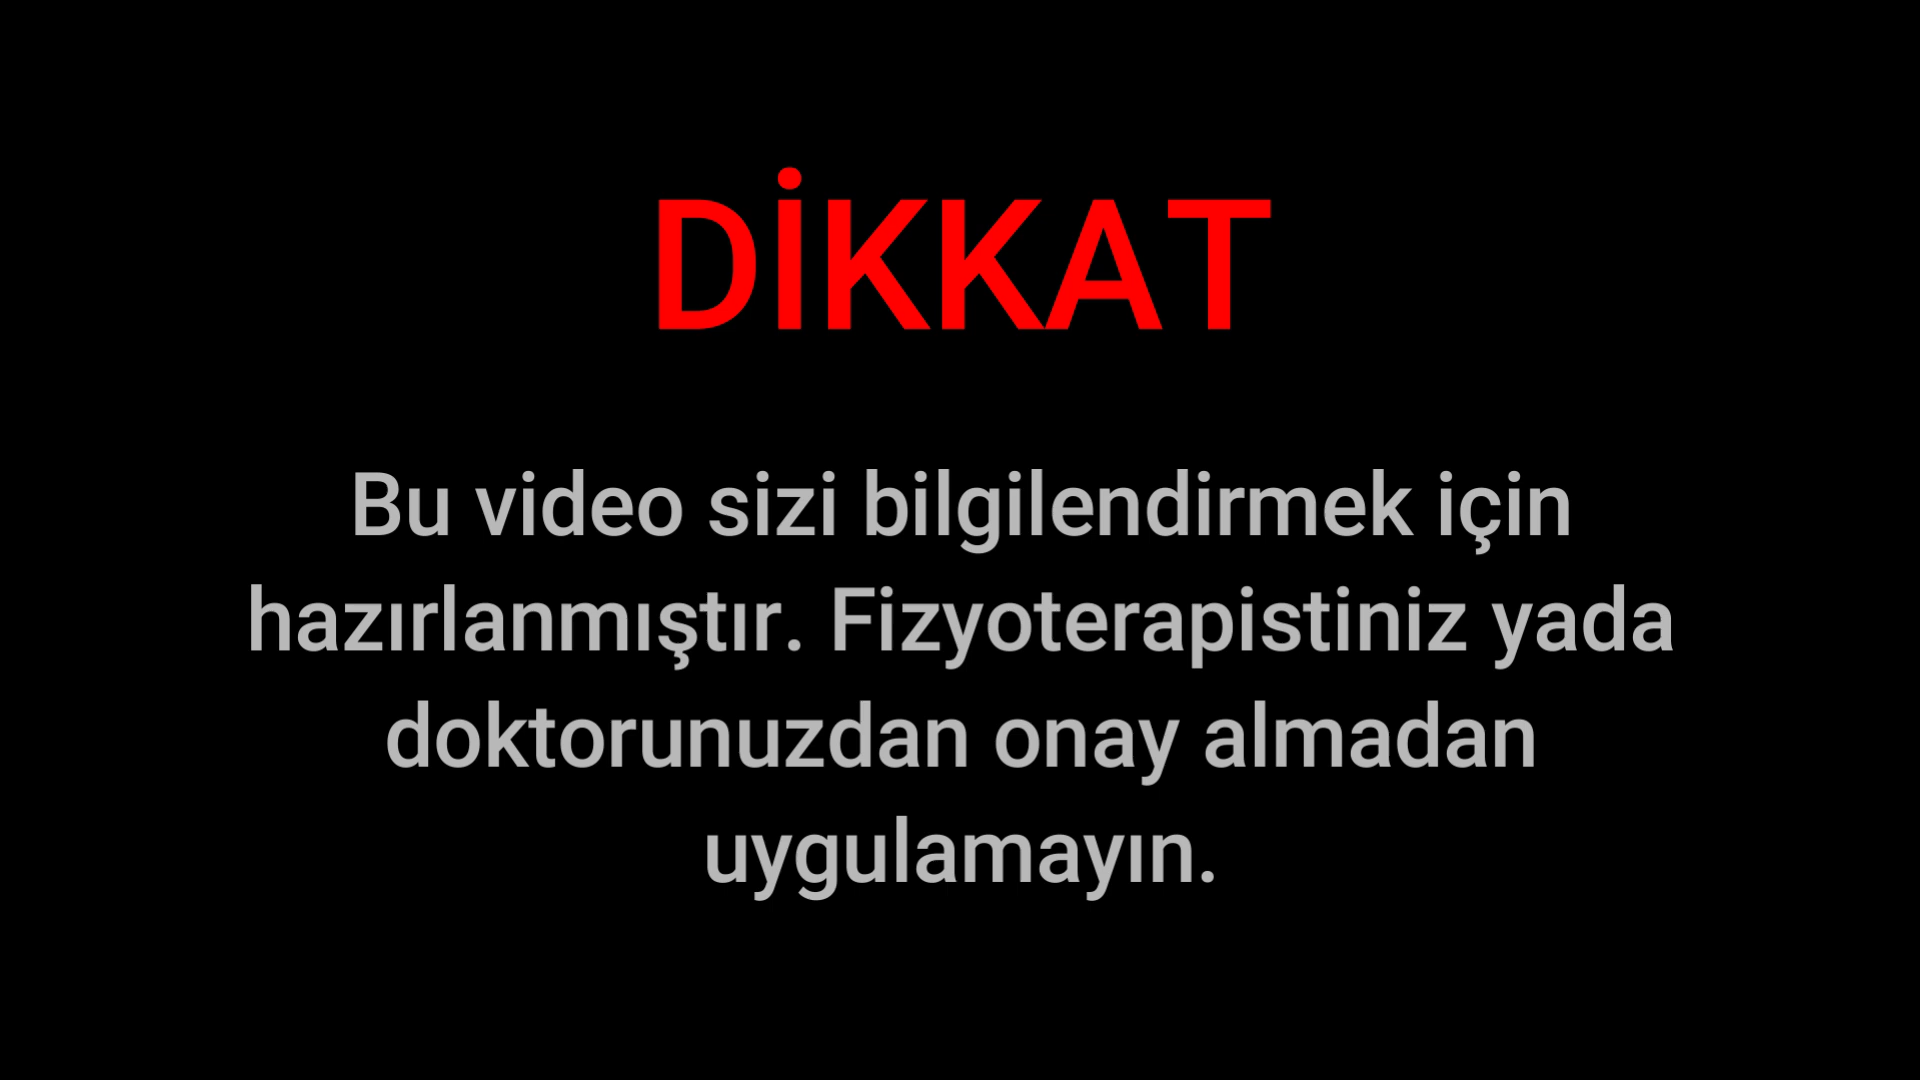 DİKKAT
Bu video sizi bilgilendirmek için
hazırlanmıştır. Fizyoterapistiniz yada
doktorunuzdan onay almadan
uygulamayın.